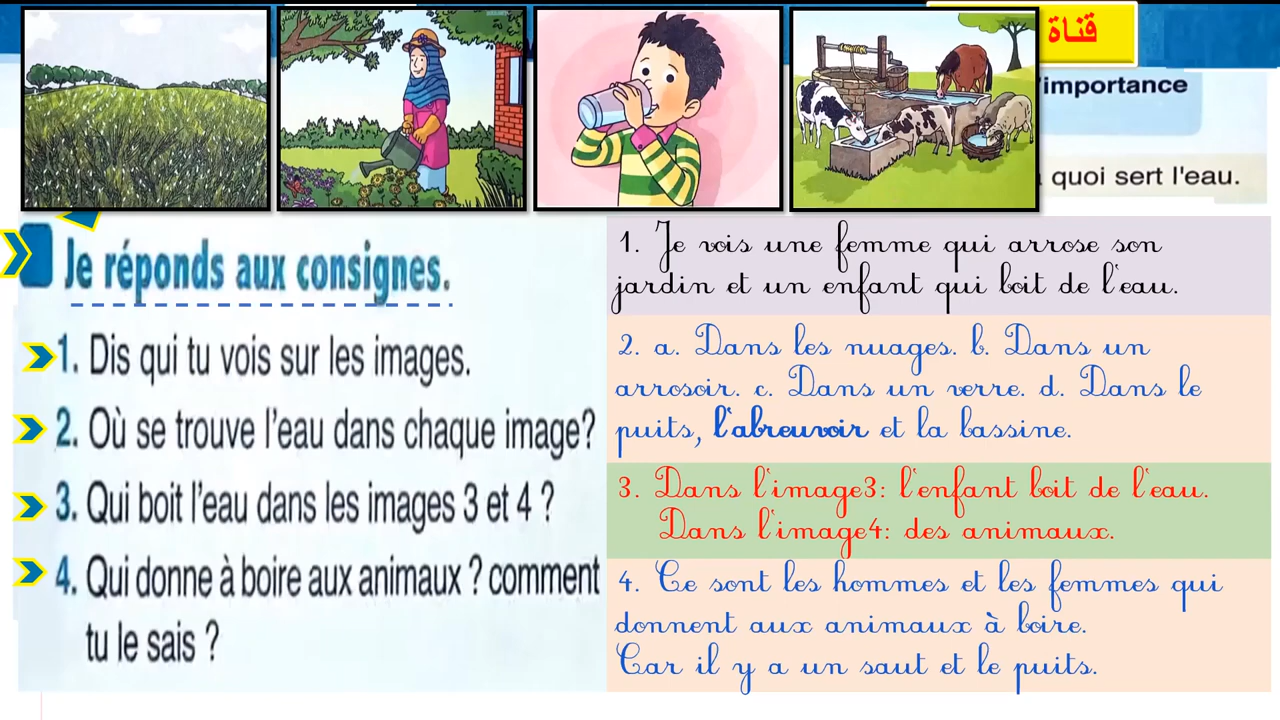 قناة
l'importance
à quoi sert l'eau.
Je réponds aux consignes.
1. Dis qui tu vois sur les images.
2. Où se trouve l'eau dans chaque image?
3. Qui boit l'eau dans les images 3 et 4 ?
4. Qui donne à boire aux animaux ? comment
tu le sais ?
1. Je vois une femme qui arrose son
jardin et un enfant qui boit de l'eau.
2. a. Dans les nuages. b. Dans un
arrosoir. c. Dans un verre. d. Dans le
puits, l'abreuvoir et la bassine.
3. Dans l'image3: l'enfant boit de l'eau.
Dans l'image4: des animaux.
4. Ce sont les hommes et les femmes qui
donnent aux animaux à boire.
Car il y a un saut et le puits.